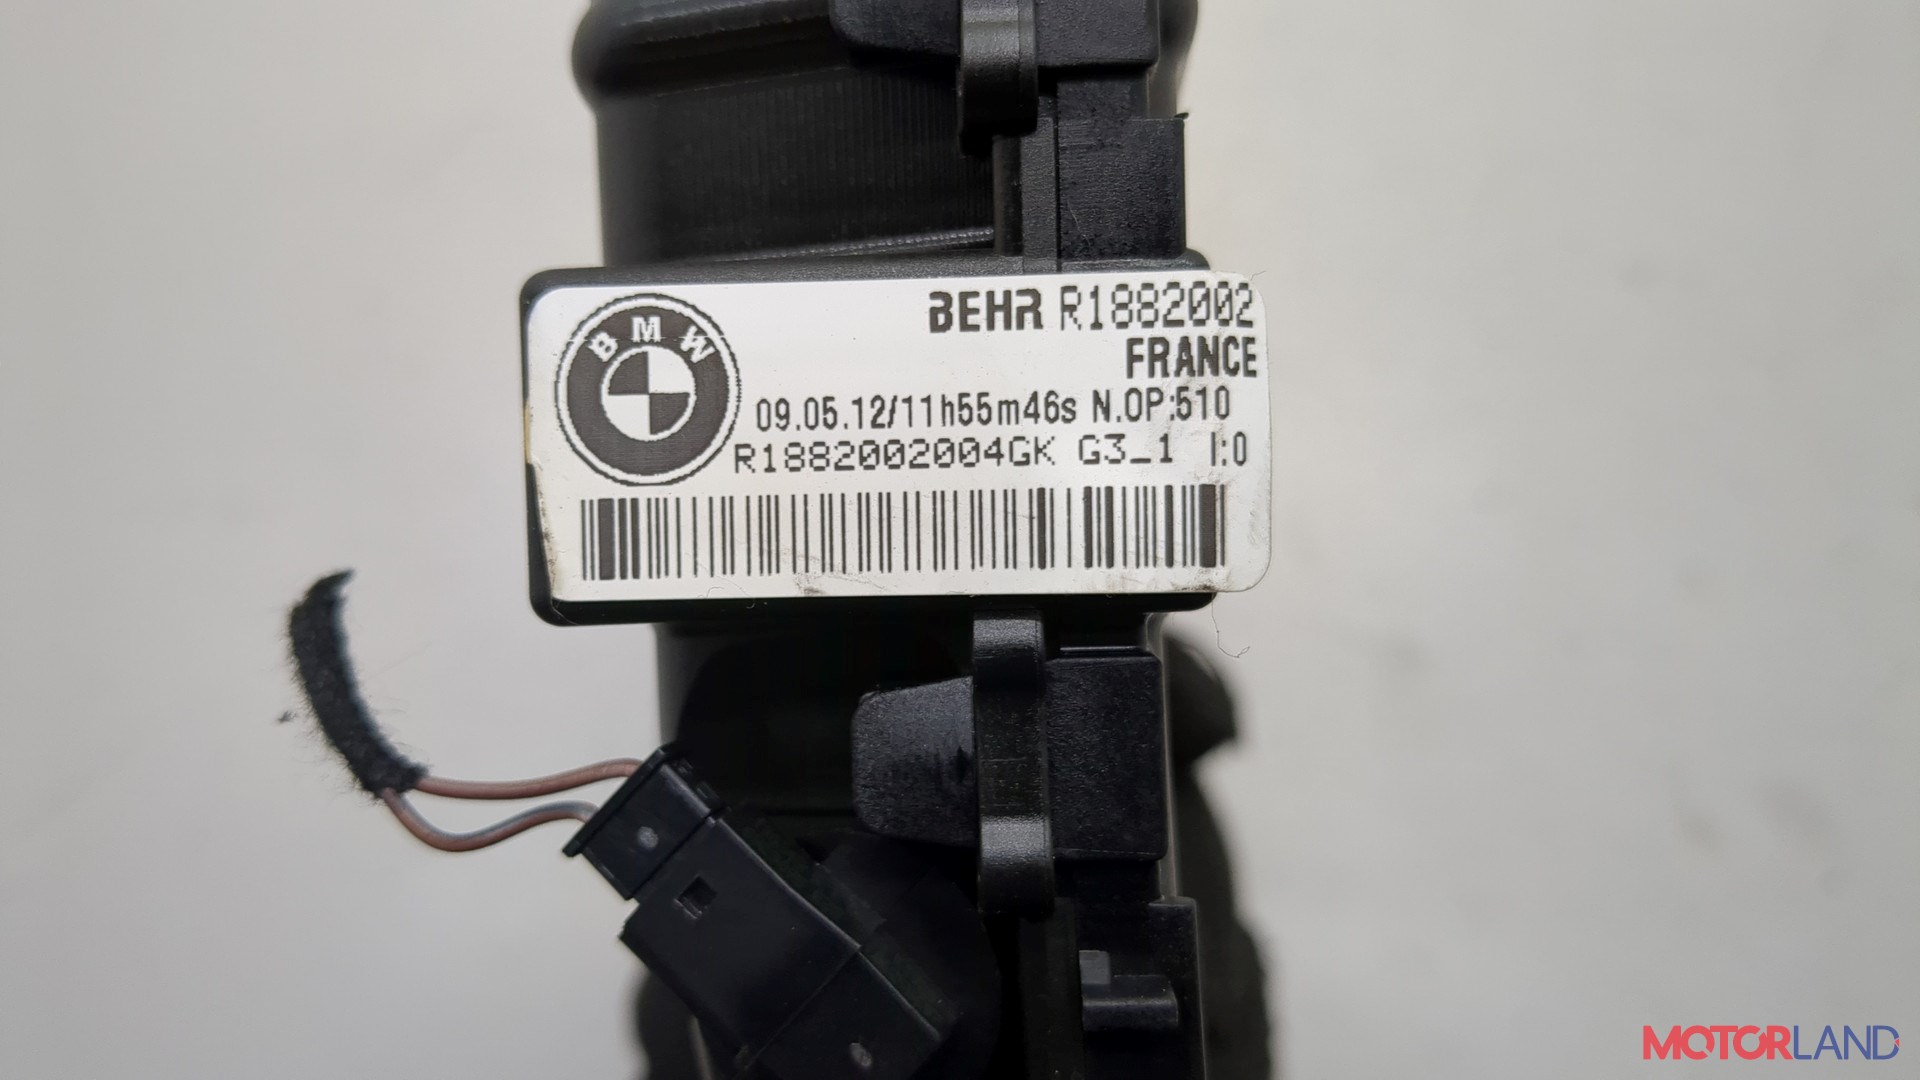 BMW
BEHR R1882002
FRANCE
09.05.12/11h55m46s N.OP:510
R1882002004GK G3_1 I:0
MOTORLAND